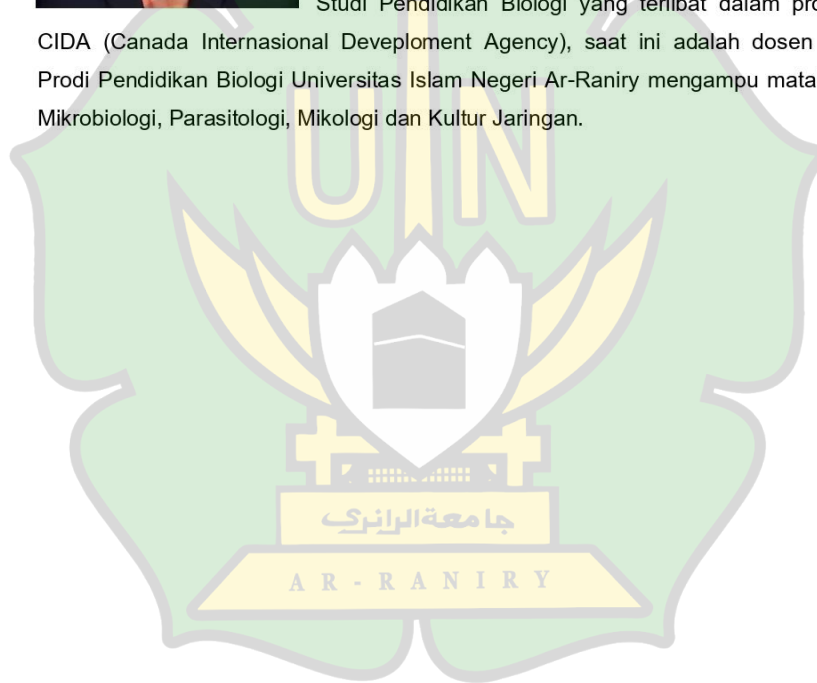 Studi Pendidikan Biologi yang terlibat dalam
CIDA (Canada Internasional Deveploment Agency), saat ini adalah dosen
Prodi Pendidikan Biologi Universitas Islam Negeri Ar-Raniry mengampu mata
Mikrobiologi, Parasitologi, Mikologi dan Kultur Jaringan.
UIN
جامعة الرانري
AR-RANIRY